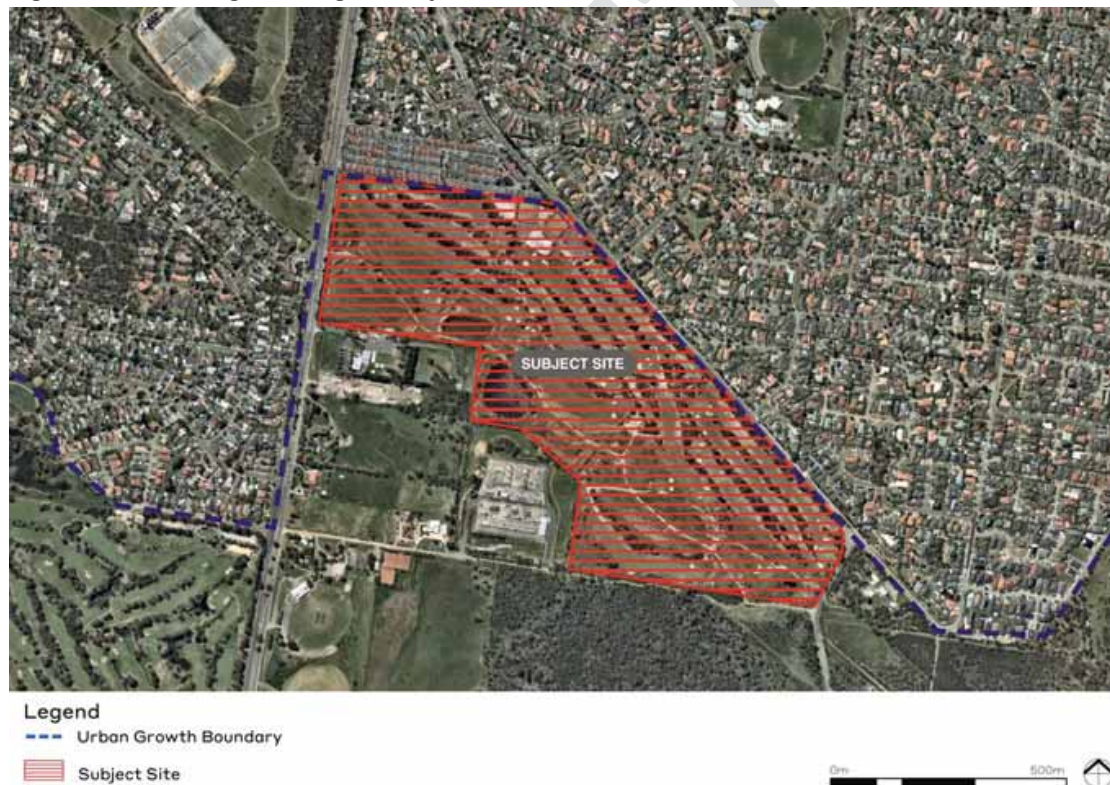 SUBJECT SITE
Legend
Urban Growth Boundary
Subject Site
0m 500m